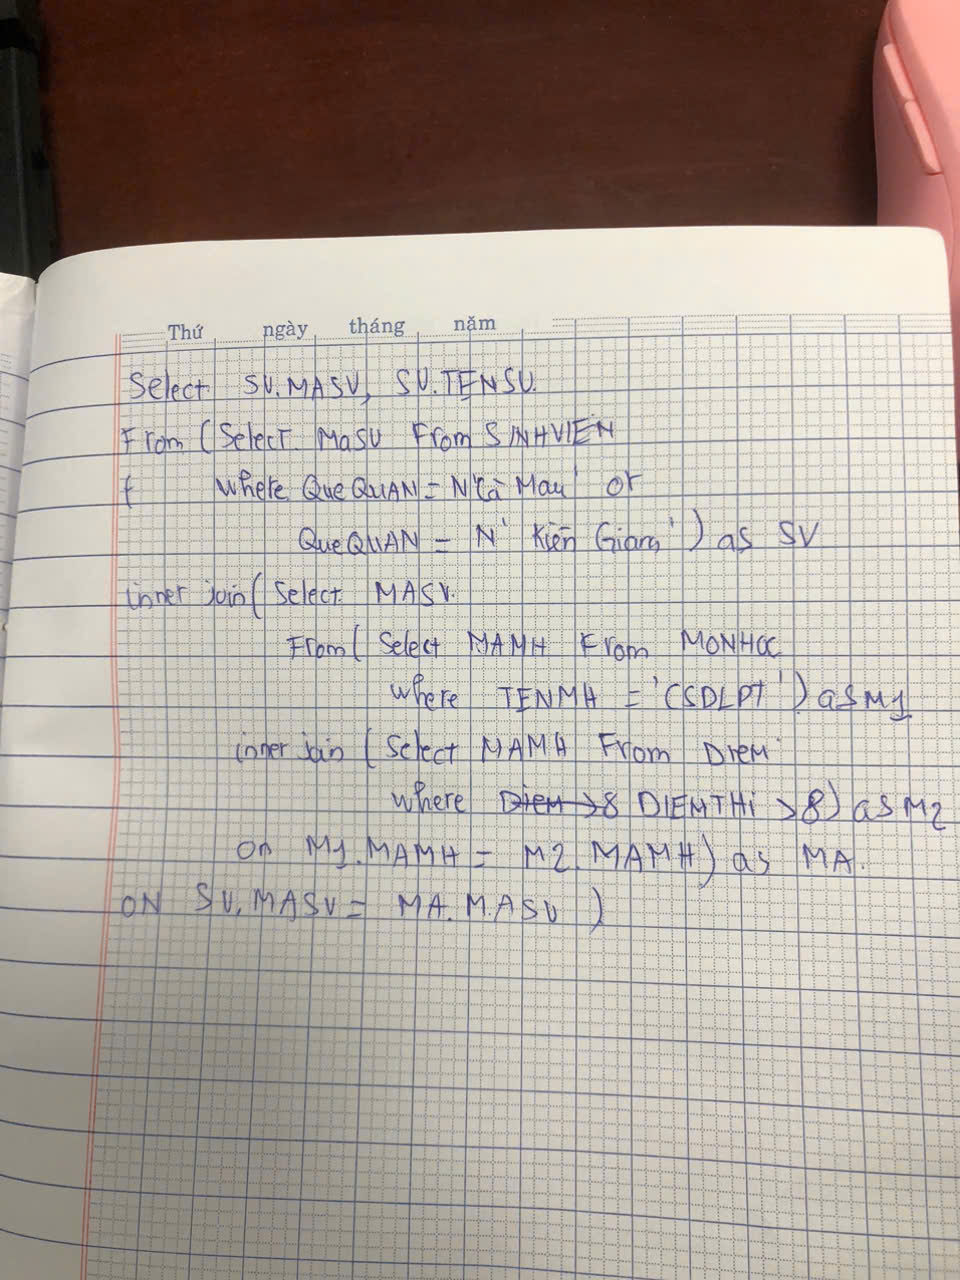 Thứ ngày tháng năm
Select SV.MASV, SV.TENSV.
From (Select MaSV From SINHVIEN
( where QueQUAN = N'Cà Mau' or
QueQUAN = N' Kiên Giang') as SV
inner join( Select MASV.
From( Select MAMH From MONHOC
where TENMH = 'CSDLPT') as M1
inner join (Select MAMH From DIEM
where DIEM > 8 DIEMTHi > 8) as M2
on M1.MAMH = M2.MAMH) as MA.
ON SV.MASV = MA.MASV )